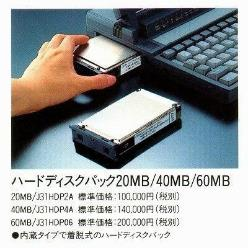 ハードディスクパック20MB/40MB/60MB
20MB/J31HDP2A 標準価格:100,000円(税別)
40MB/J31HDP4A 標準価格:140,000円(税別)
60MB/J31HDP06 標準価格:200,000円(税別)
●内蔵タイプで着脱式のハードディスクパック